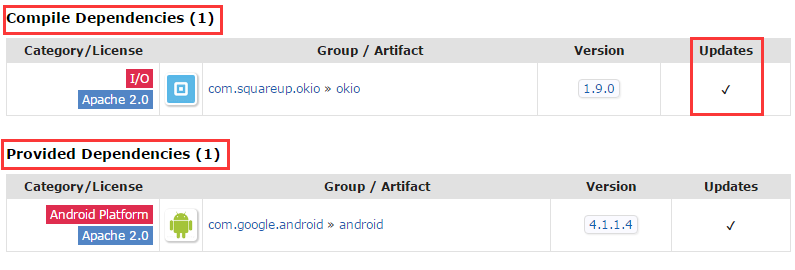 Compile Dependencies (1)
Category/License Group / Artifact Version Updates
I/O
com.squareup.okio » okio 1.9.0 ✓
Apache 2.0
Provided Dependencies (1)
Category/License Group / Artifact Version Updates
Android Platform
com.google.android » android 4.1.1.4 ✓
Apache 2.0